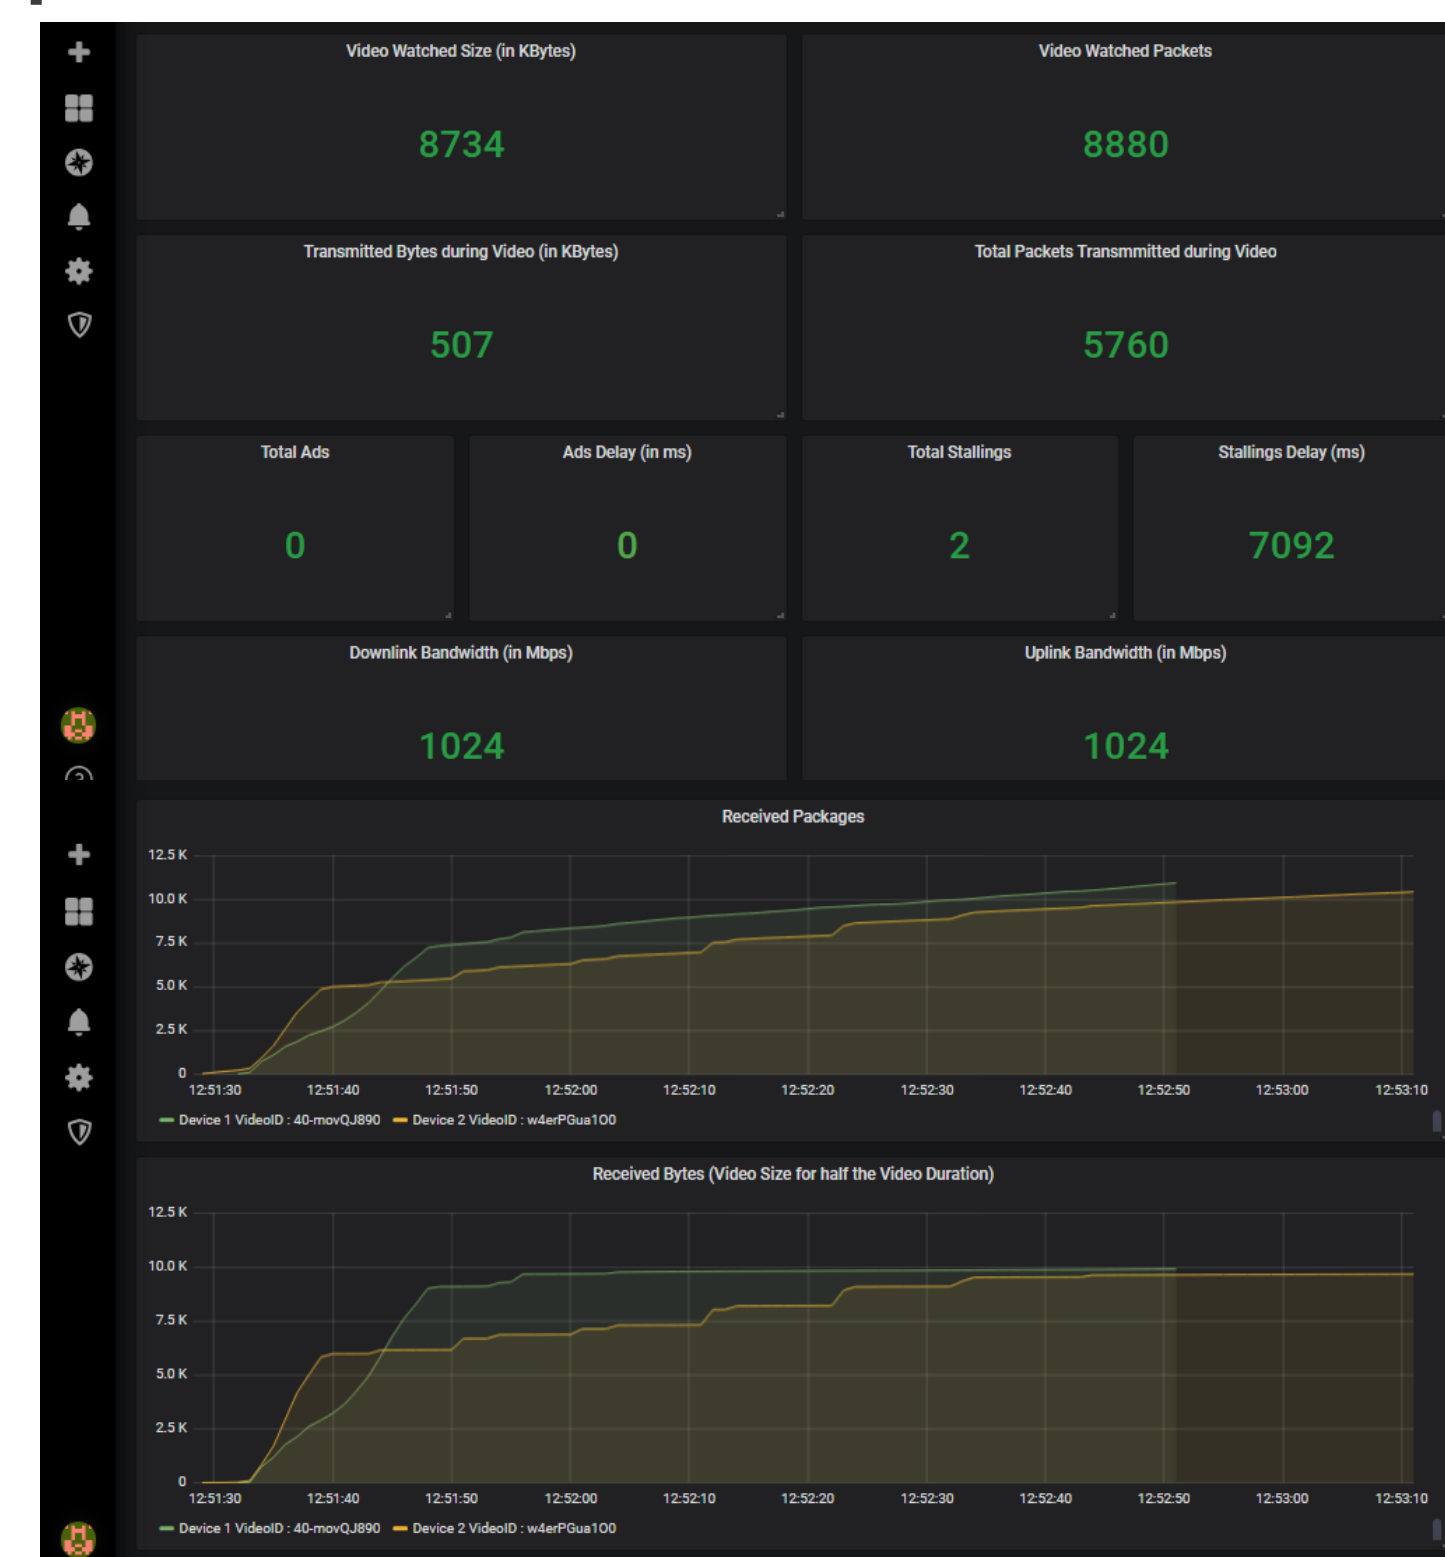 Video Watched Size (in KBytes)
Video Watched Packets
8734
8880
Transmitted Bytes during Video (in KBytes)
Total Packets Transmmitted during Video
507
5760
Total Ads
Ads Delay (in ms)
Total Stallings
Stallings Delay (ms)
0
0
2
7092
Downlink Bandwidth (in Mbps)
Uplink Bandwidth (in Mbps)
1024
1024
Received Packages
12.5 K
10.0 K
7.5 K
5.0 K
2.5 K
0
12:51:30 12:51:40 12:51:50 12:52:00 12:52:10 12:52:20 12:52:30 12:52:40 12:52:50 12:53:00 12:53:10
Device 1 VideoID : 40-movQJ890 Device 2 VideoID : w4erPGua1O0
Received Bytes (Video Size for half the Video Duration)
12.5 K
10.0 K
7.5 K
5.0 K
2.5 K
0
12:51:30 12:51:40 12:51:50 12:52:00 12:52:10 12:52:20 12:52:30 12:52:40 12:52:50 12:53:00 12:53:10
Device 1 VideoID : 40-movQJ890 Device 2 VideoID : w4erPGua1O0